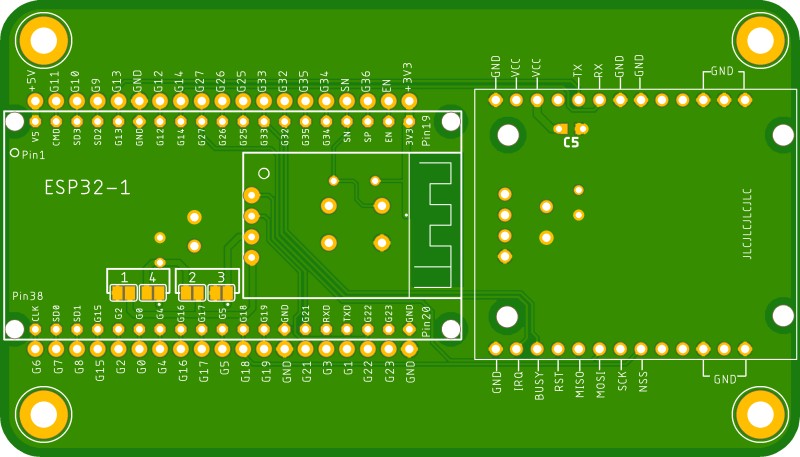 +5V G11 G10 G9 G13 GND G12 G14 G27 G26 G25 G33 G32 G35 G34 SN G36 EN +3V3
GND VCC VCC TX RX GND GND GND
V5 CMD SD3 SD2 G13 GND G12 G14 G27 G26 G25 G33 G32 G35 G34 SN SP EN 3V3
Pin19
C5
Pin1
ESP32-1
JLCJLCJLCJLC
1 4 2 3
Pin38
CLK SD0 SD1 G15 G2 G0 G4 G16 G17 G5 G18 G19 GND G21 RXD TXD G22 G23 GND
Pin20
G6 G7 G8 G15 G2 G0 G4 G16 G17 G5 G18 G19 GND G21 G3 G1 G22 G23 GND
GND IRQ BUSY RST MISO MOSI SCK NSS GND